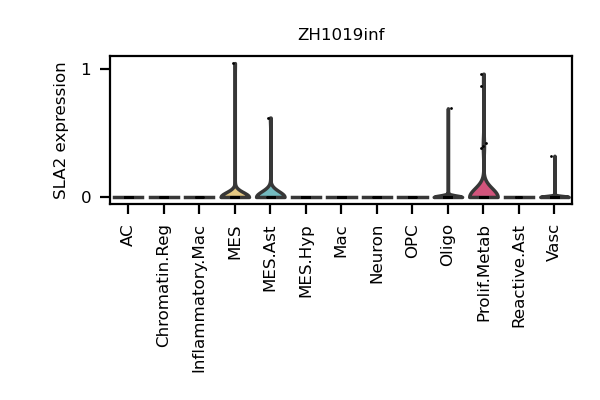 ZH1019inf
SLA2 expression
1
0
AC
Chromatin.Reg
Inflammatory.Mac
MES
MES.Ast
MES.Hyp
Mac
Neuron
OPC
Oligo
Prolif.Metab
Reactive.Ast
Vasc